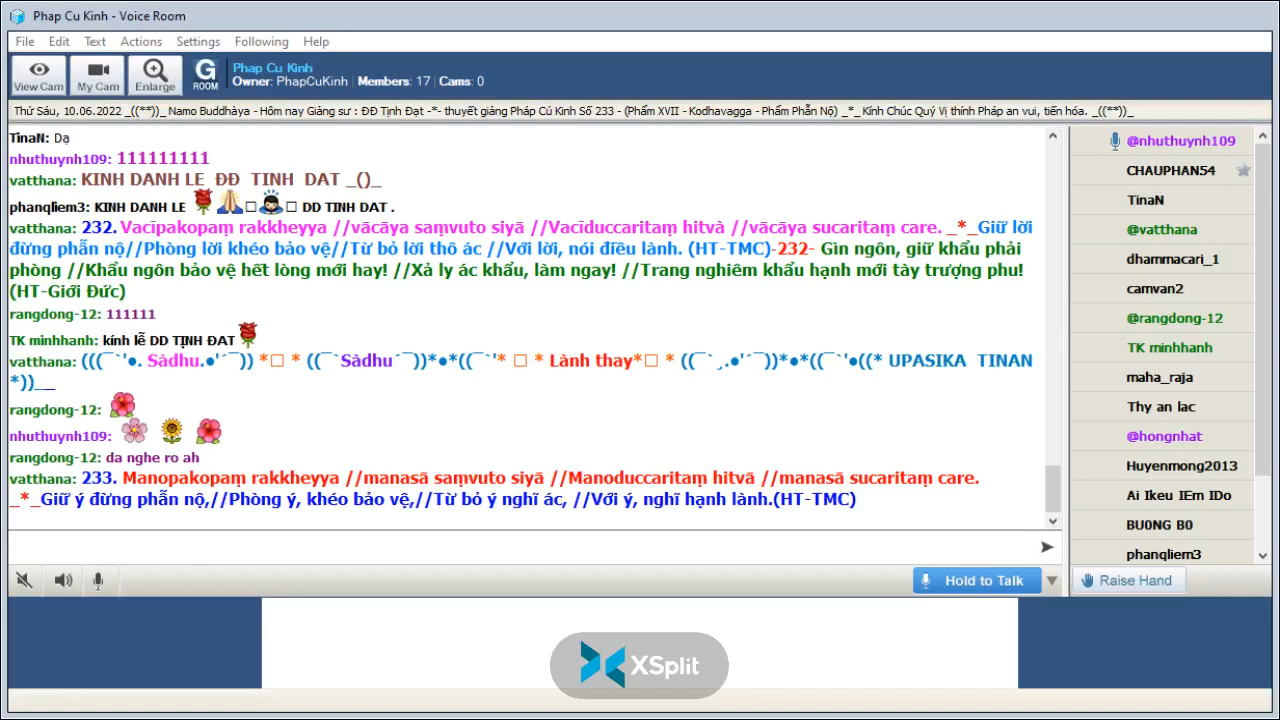 Phap Cu Kinh - Voice Room
File Edit Text Actions Settings Following Help
View Cam My Cam Enlarge G ROOM Phap Cu Kinh
Owner: PhapCuKinh | Members: 17 | Cams: 0
Thứ Sáu, 10.06.2022 _((**))_ Namo Buddhàya - Hôm nay Giảng sư : ĐĐ Tịnh Đạt -*- thuyết giảng Pháp Cú Kinh Số 233 - (Phẩm XVII - Kodhavagga - Phẩm Phẫn Nộ) _*_ Kính Chúc Quý Vị thính Pháp an vui, tiến hóa. _((**))_
TinaN: Dạ
nhuthuynh109: 111111111
vatthana: KINH DANH LE ĐĐ TINH DAT _()_
phanqliem3: KINH DANH LE 🌹🙏□🙇□ DD TINH DAT .
vatthana: 232. Vacīpakopaṃ rakkheyya //vācāya saṃvuto siyā //Vacīduccaritaṃ hitvà //vācāya sucaritaṃ care. _*_Giữ lời
đừng phẫn nộ//Phòng lời khéo bảo vệ//Từ bỏ lời thô ác //Với lời, nói điều lành. (HT-TMC)-232- Gìn ngôn, giữ khẩu phải
phòng //Khẩu ngôn bảo vệ hết lòng mới hay! //Xả ly ác khẩu, làm ngay! //Trang nghiêm khẩu hạnh mới tày trượng phu!
(HT-Giới Đức)
rangdong-12: 111111
TK minhhanh: kính lễ DD TỊNH ĐẠT🌹
vatthana: (((¯`'●. Sàdhu.●'´¯)) *□ * ((¯`Sàdhu´¯))*●*((¯`'* □ * Lành thay*□ * ((¯`¸.●'´¯))*●*((¯`'●((* UPASIKA TINAN
*))__
rangdong-12: 🌺
nhuthuynh109: 🌸 🌻 🌺
rangdong-12: da nghe ro ah
vatthana: 233. Manopakopaṃ rakkheyya //manasā saṃvuto siyā //Manoduccaritaṃ hitvā //manasā sucaritaṃ care.
_*_Giữ ý đừng phẫn nộ,//Phòng ý, khéo bảo vệ,//Từ bỏ ý nghĩ ác, //Với ý, nghĩ hạnh lành.(HT-TMC)
@nhuthuynh109
CHAUPHAN54
TinaN
@vatthana
dhammacari_1
camvan2
@rangdong-12
TK minhhanh
maha_raja
Thy an lac
@hongnhat
Huyenmong2013
Ai lkeu lEm lDo
BU0NG B0
phanqliem3
Hold to Talk
Raise Hand
XSplit